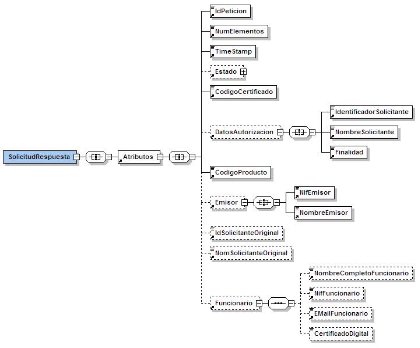 IdPeticion
NumElementos
TimeStamp
Estado
CodigoCertificado
IdentificadorSolicitante
DatosAutorizacion
NombreSolicitante
SolicitudRespuesta
Atributos
Finalidad
CodigoProducto
NifEmisor
Emisor
NombreEmisor
IdSolicitanteOriginal
NomSolicitanteOriginal
NombreCompletoFuncionario
NifFuncionario
Funcionario
EMailFuncionario
CertificadoDigital